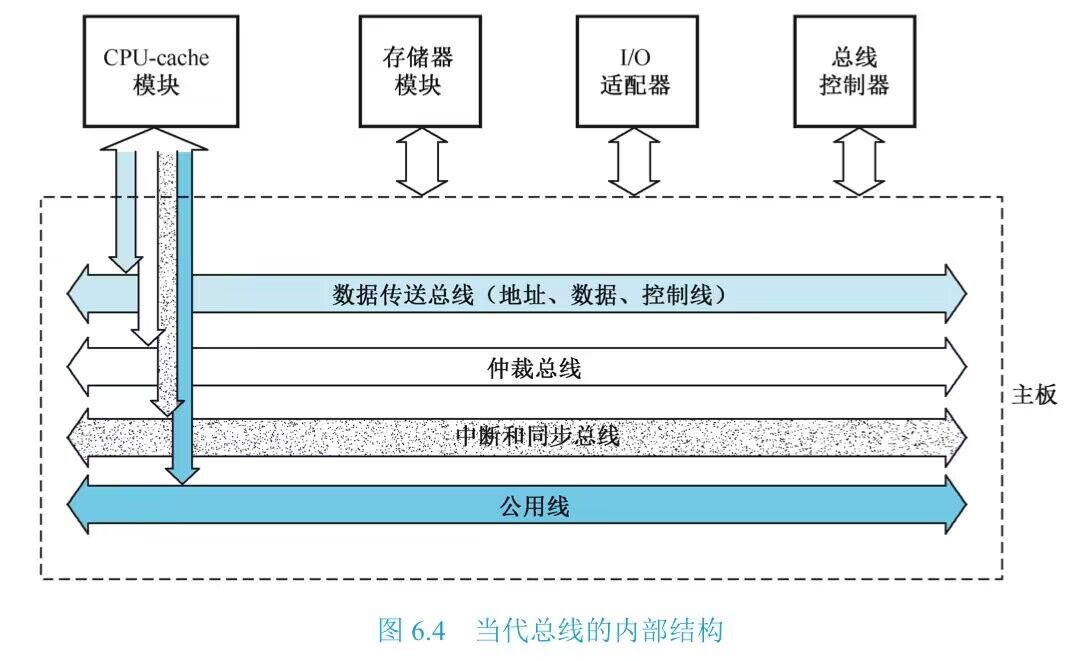 CPU-cache
模块
存储器
模块
I/O
适配器
总线
控制器
数据传送总线（地址、数据、控制线）
仲裁总线
主板
中断和同步总线
公用线
图 6.4 当代总线的内部结构